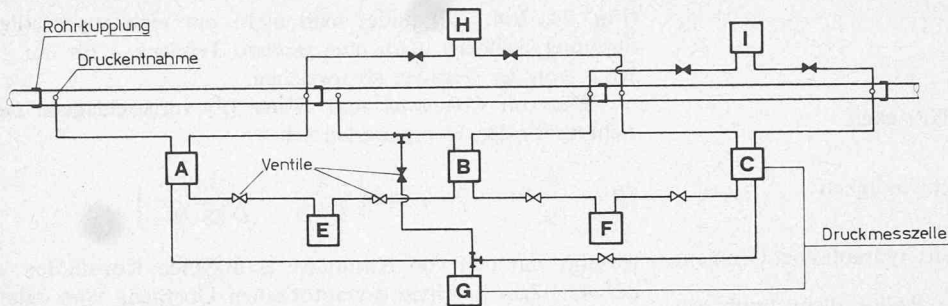 H
I
Rohrkupplung
Druckentnahme
A
Ventile
B
C
E
F
Druckmesszelle
G